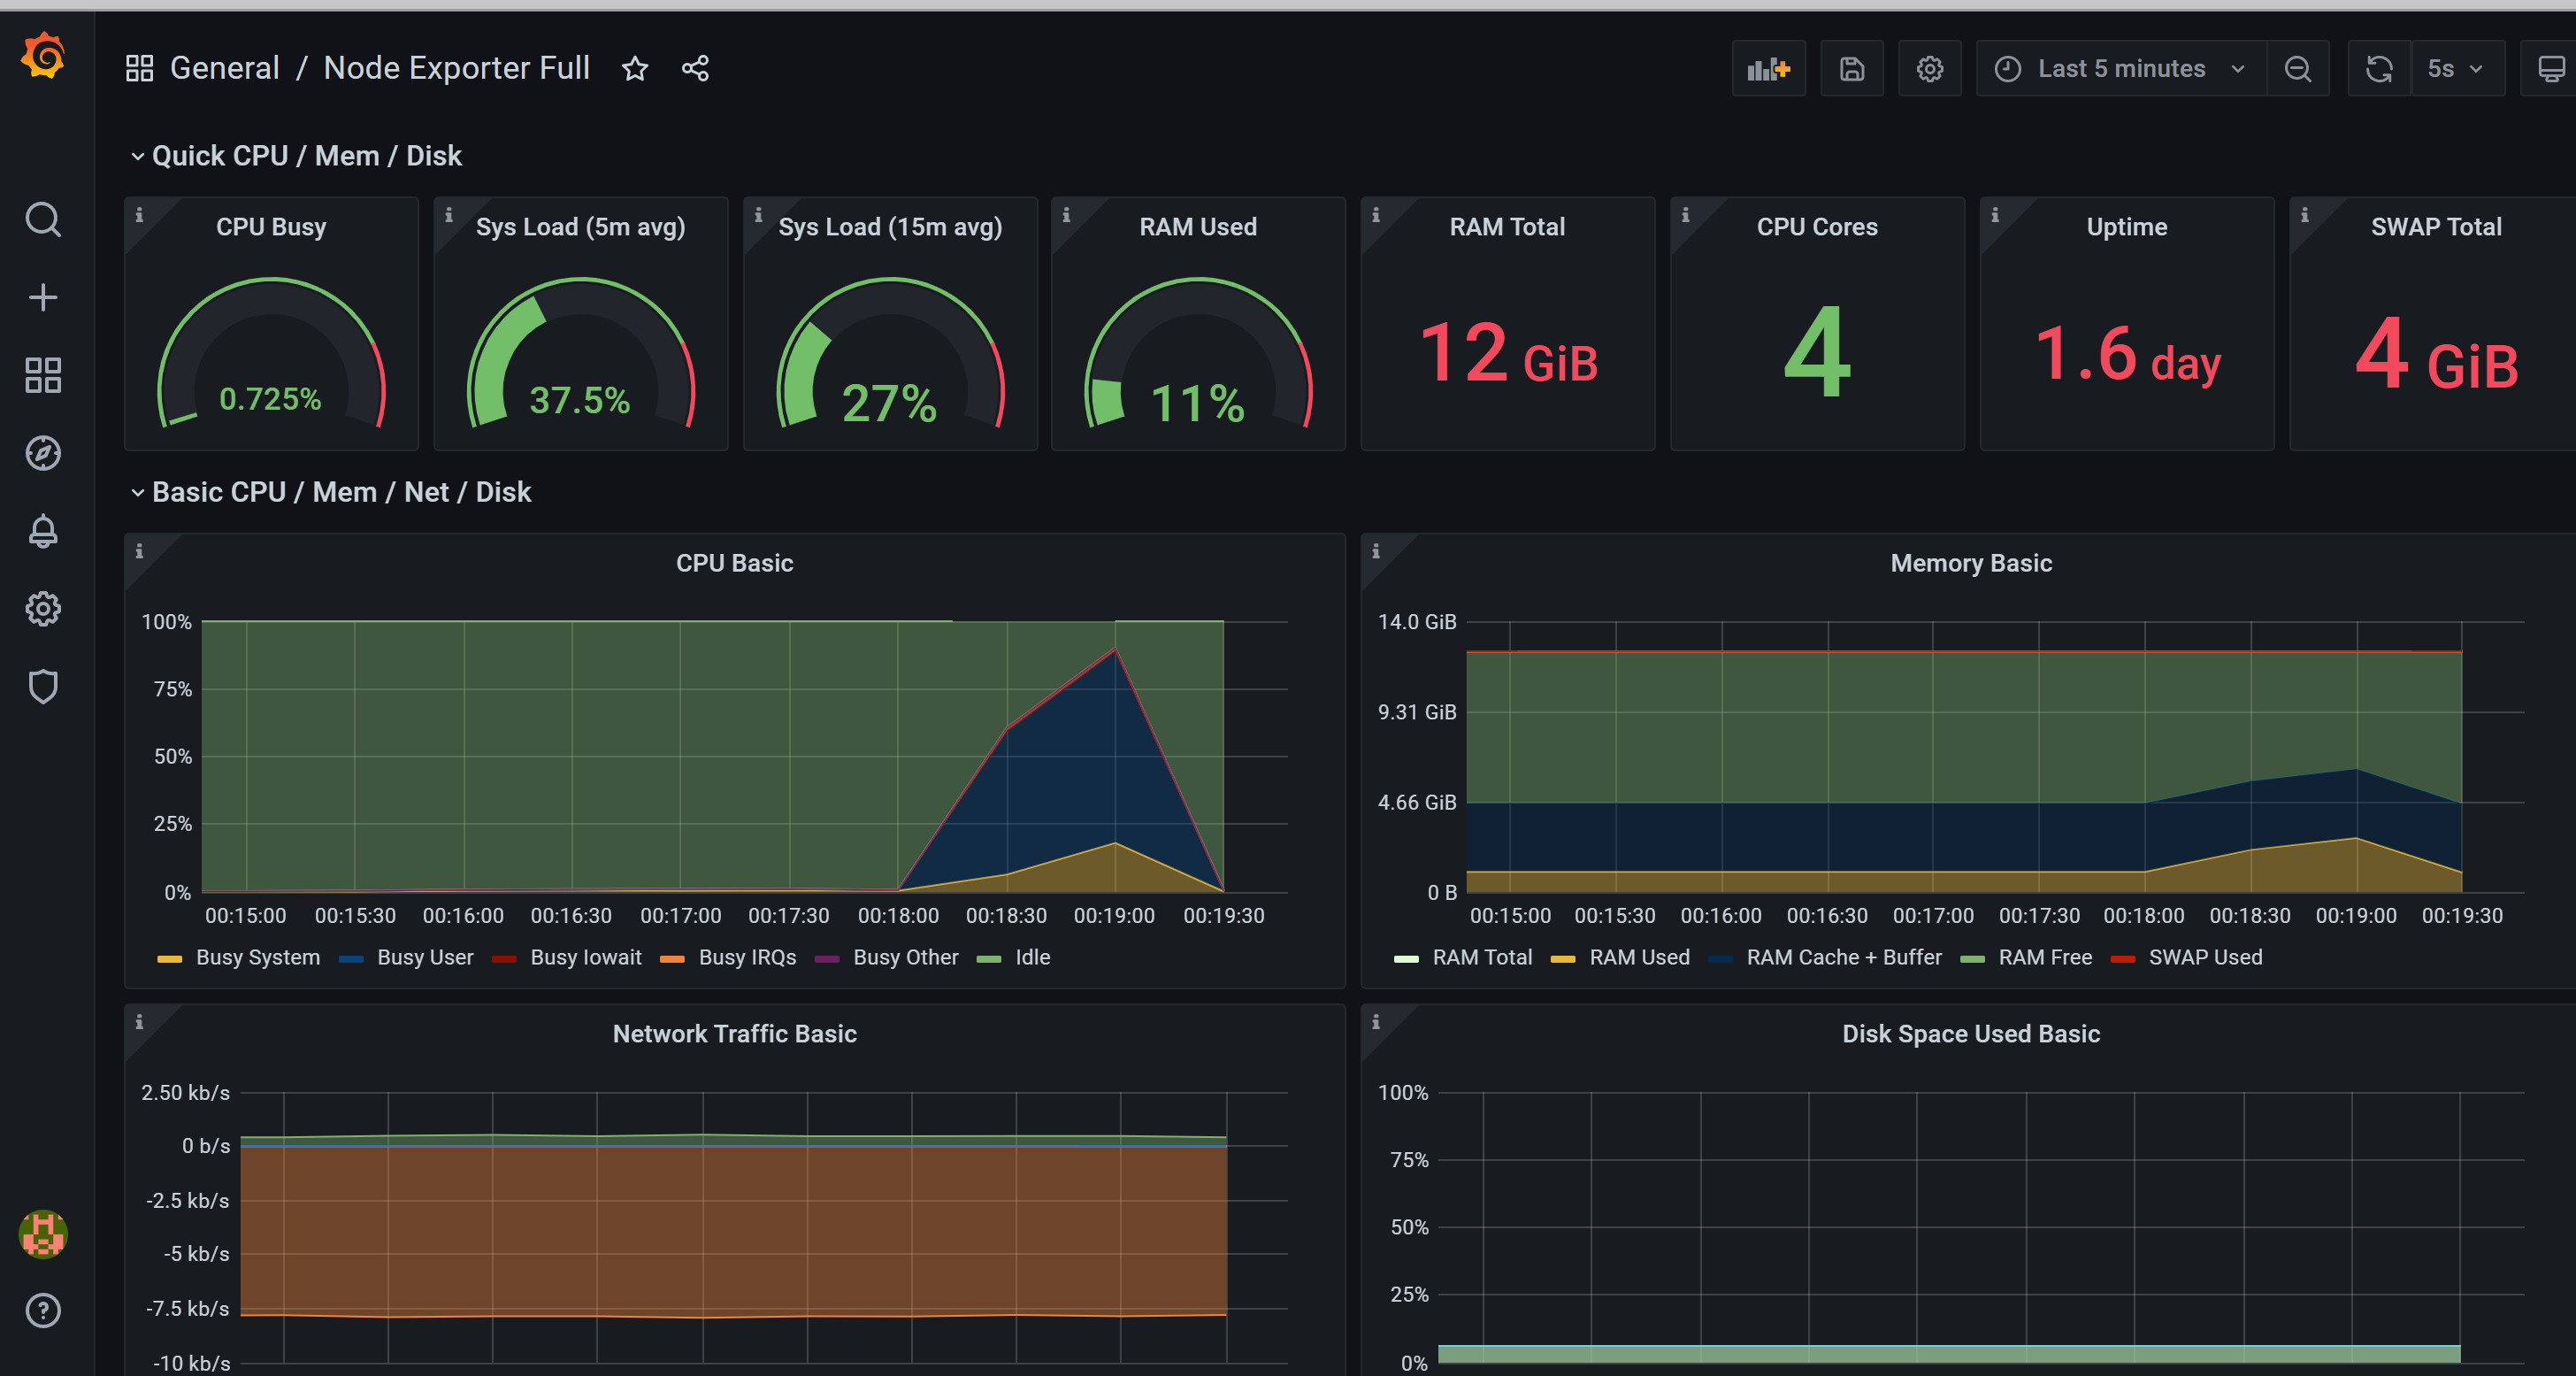 General / Node Exporter Full
Last 5 minutes
5s
Quick CPU / Mem / Disk
CPU Busy
Sys Load (5m avg)
Sys Load (15m avg)
RAM Used
RAM Total
CPU Cores
Uptime
SWAP Total
0.725%
37.5%
27%
11%
12 GiB
4
1.6 day
4 GiB
Basic CPU / Mem / Net / Disk
CPU Basic
100%
75%
50%
25%
0%
00:15:00 00:15:30 00:16:00 00:16:30 00:17:00 00:17:30 00:18:00 00:18:30 00:19:00 00:19:30
Busy System Busy User Busy Iowait Busy IRQs Busy Other Idle
Memory Basic
14.0 GiB
9.31 GiB
4.66 GiB
0 B
00:15:00 00:15:30 00:16:00 00:16:30 00:17:00 00:17:30 00:18:00 00:18:30 00:19:00 00:19:30
RAM Total RAM Used RAM Cache + Buffer RAM Free SWAP Used
Network Traffic Basic
2.50 kb/s
0 b/s
-2.5 kb/s
-5 kb/s
-7.5 kb/s
-10 kb/s
Disk Space Used Basic
100%
75%
50%
25%
0%